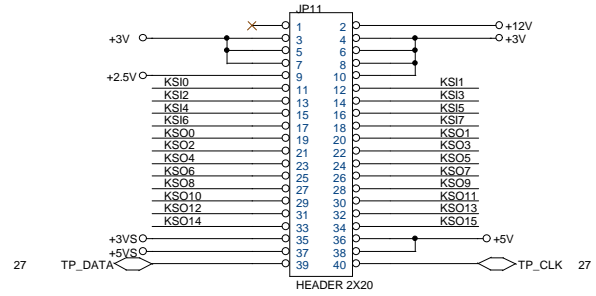 JP11
1 2 +12V
+3V 3 4 +3V
5 6
7 8
+2.5V 9 10
KSI0 11 12 KSI1
KSI2 13 14 KSI3
KSI4 15 16 KSI5
KSI6 17 18 KSI7
KSO0 19 20 KSO1
KSO2 21 22 KSO3
KSO4 23 24 KSO5
KSO6 25 26 KSO7
KSO8 27 28 KSO9
KSO10 29 30 KSO11
KSO12 31 32 KSO13
KSO14 33 34 KSO15
+3VS 35 36 +5V
+5VS 37 38
27 TP_DATA 39 40 TP_CLK 27
HEADER 2X20